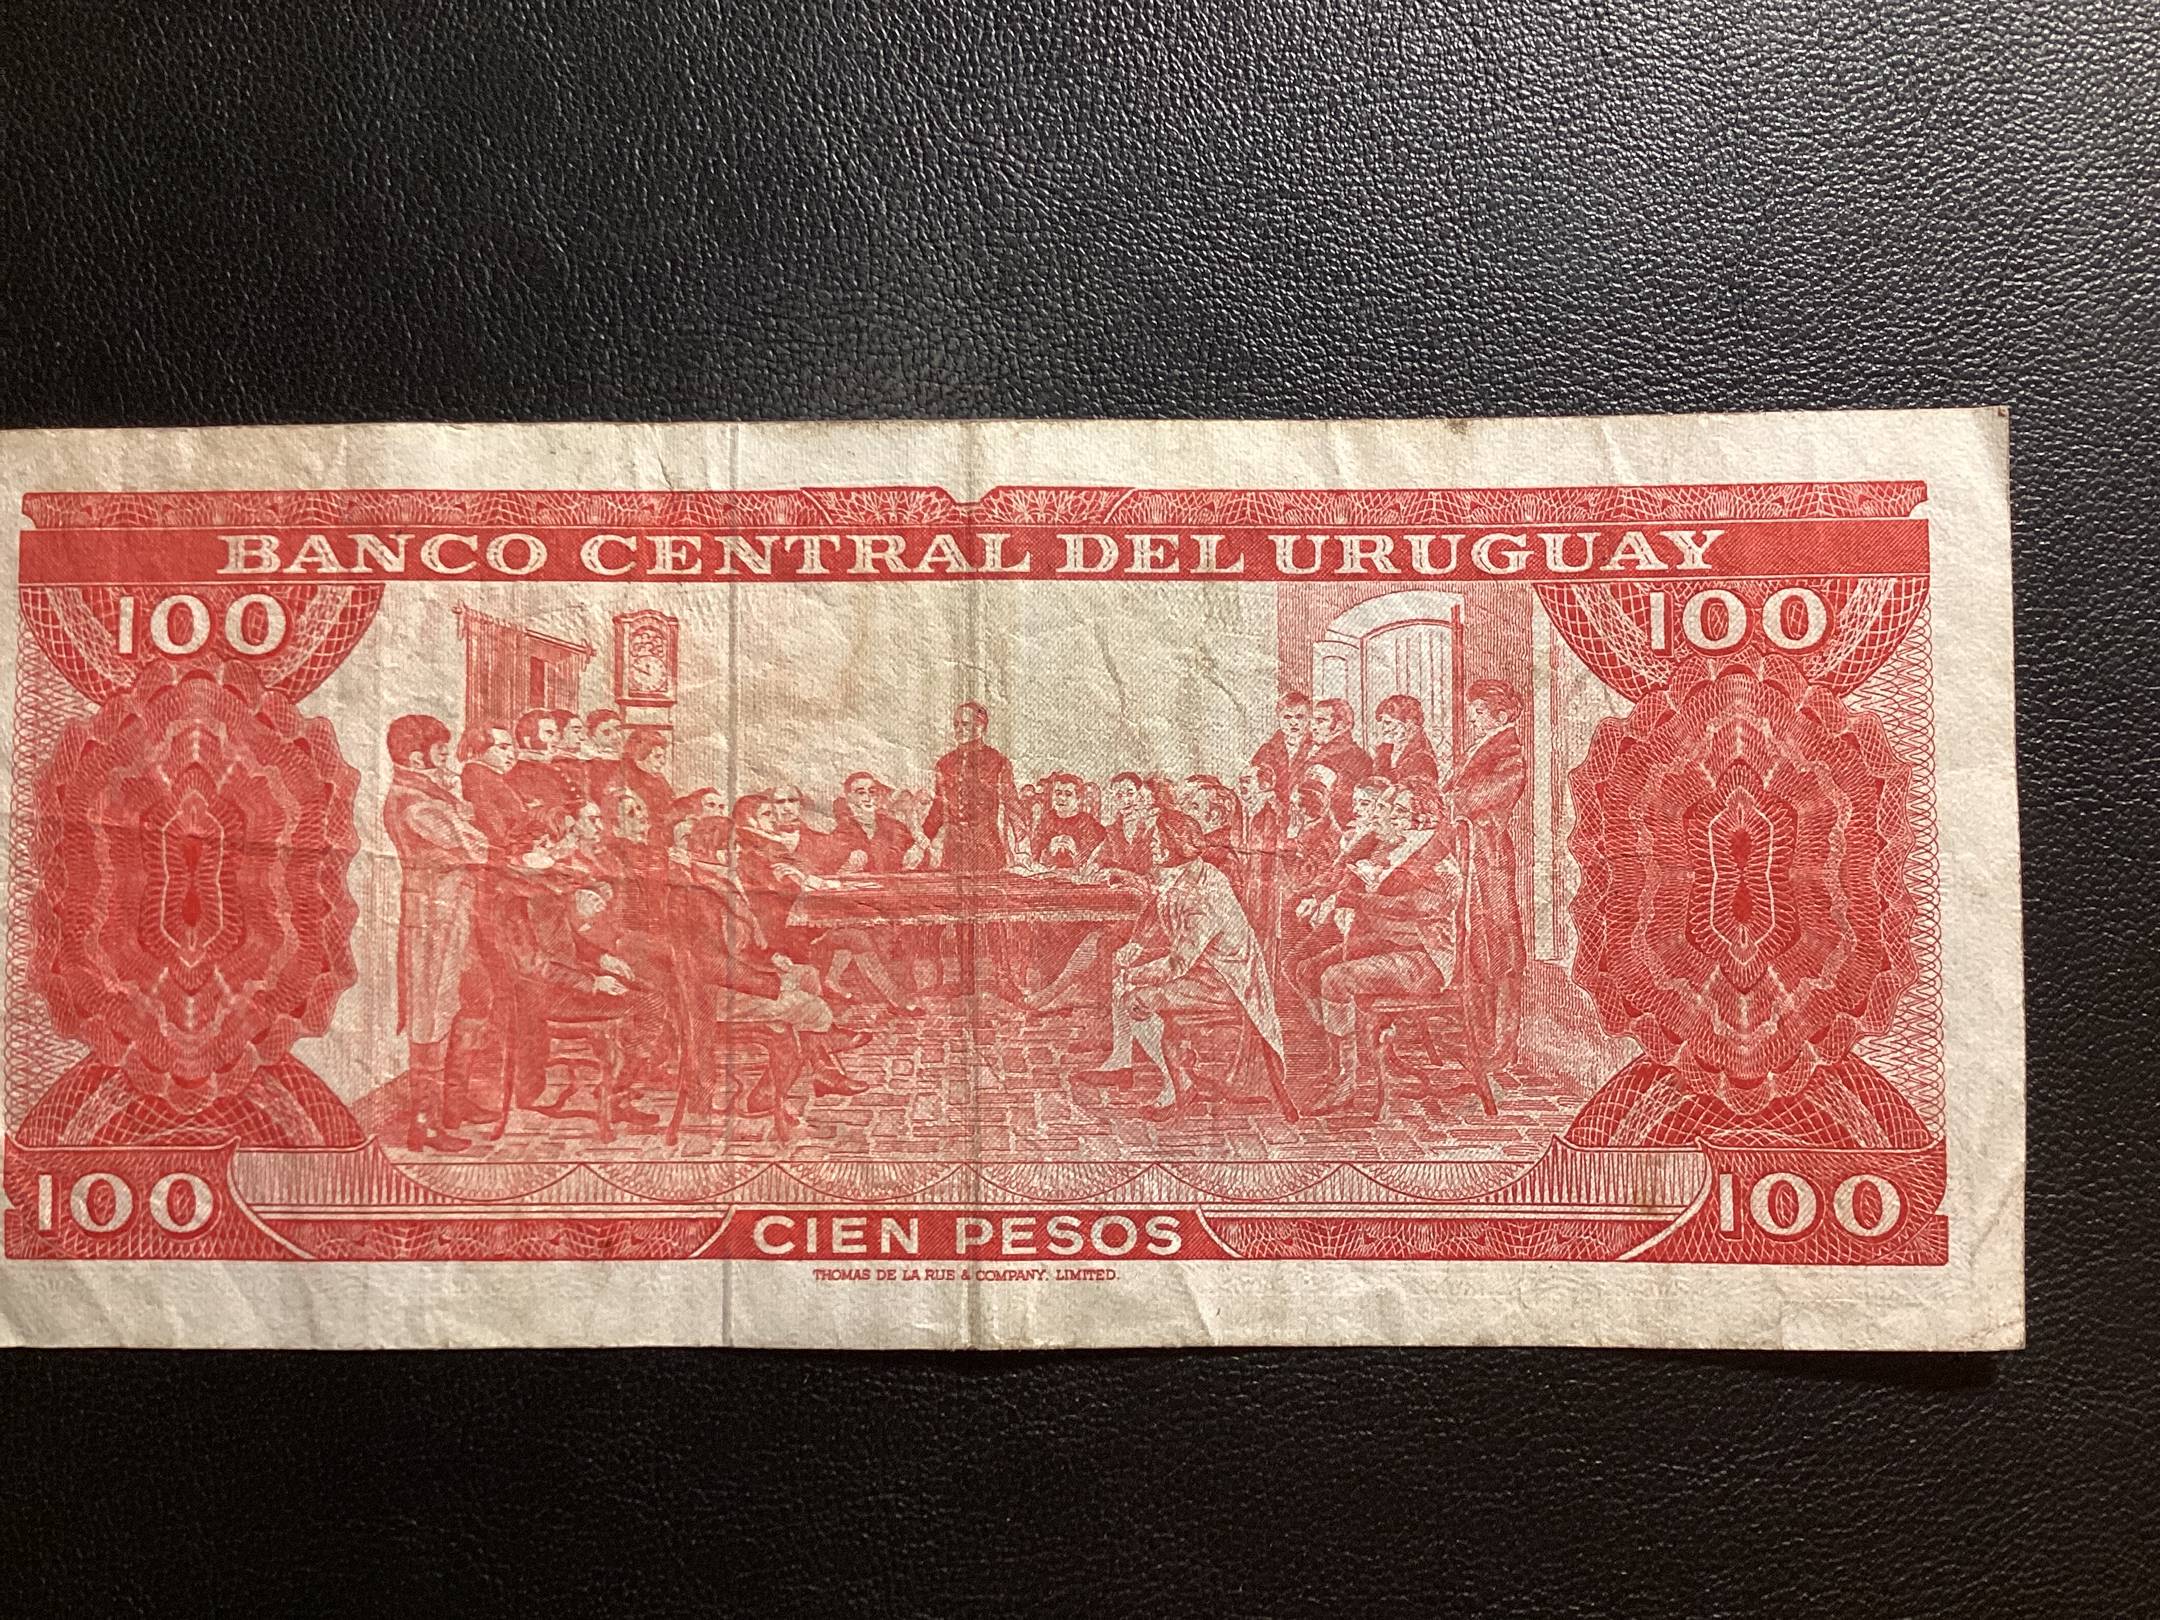 BANCO CENTRAL DEL URUGUAY
100 100
100 100
CIEN PESOS
THOMAS DE LA RUE & COMPANY, LIMITED.